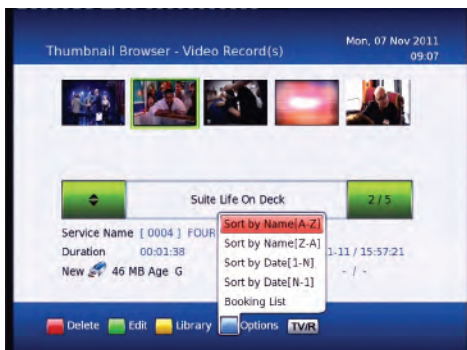 Thumbnail Browser - Video Record(s)
Mon, 07 Nov 2011
09:07
Suite Life On Deck
2 / 5
Service Name [ 0004 ] FOUR
Duration 00:01:38
1-11 / 15:57:21
New 46 MB Age G
- / -
Sort by Name[A-Z]
Sort by Name[Z-A]
Sort by Date[1-N]
Sort by Date[N-1]
Booking List
Delete Edit Library Options TV/R